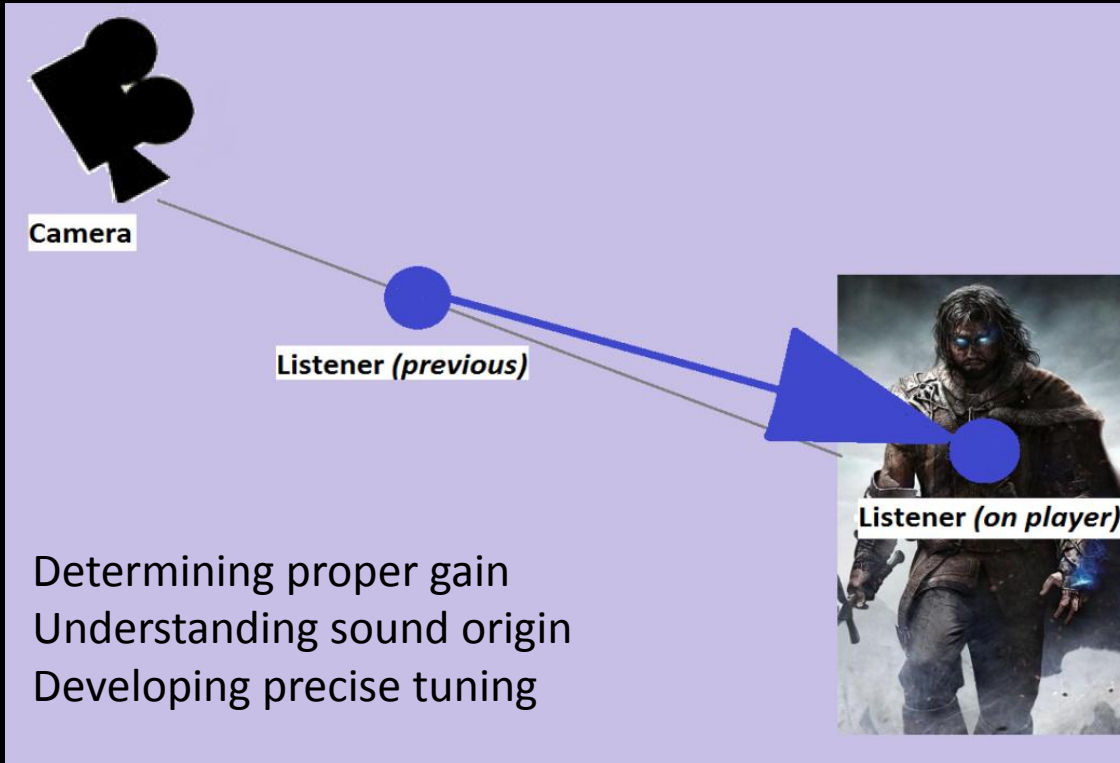 Camera
Listener (previous)
Listener (on player)
Determining proper gain
Understanding sound origin
Developing precise tuning